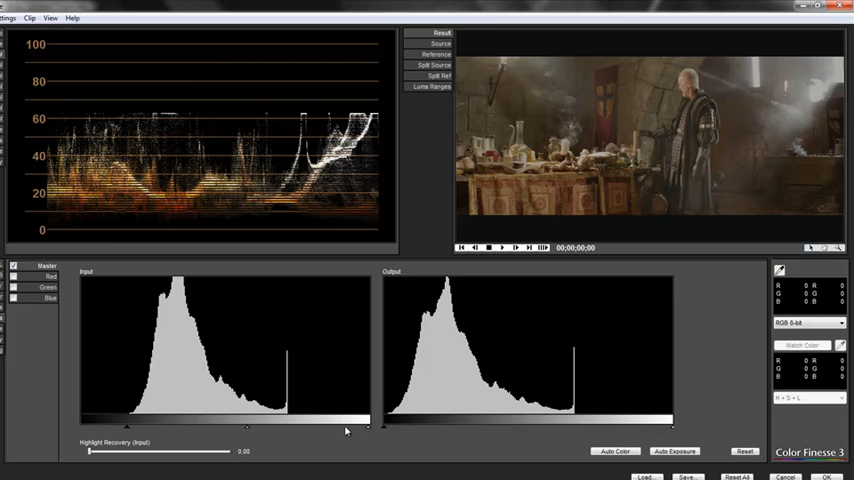 ttings Clip View Help
100
80
60
40
20
0
Result
Source
Reference
Split Source
Split Ref
Luma Ranges
00;00;00;00
Master
Red
Green
Blue
Input
Output
Highlight Recovery (Input)
0.00
Auto Color
Auto Exposure
Reset
R 0 R 0
G 0 G 0
B 0 B 0
RGB 8-bit
Match Color
R 0 R 0
G 0 G 0
B 0 B 0
H + S + L
Color Finesse 3
Load...
Save...
Reset All
Cancel
OK